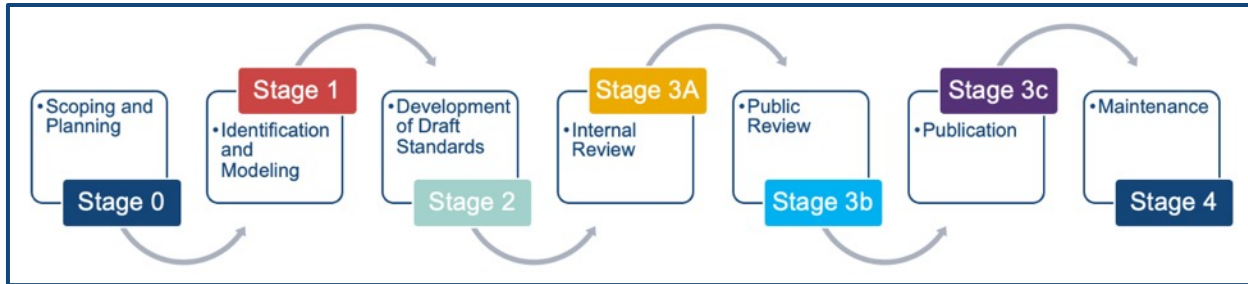 •Scoping and
Planning
Stage 0
Stage 1
•Identification
and
Modeling
•Development
of Draft
Standards
Stage 2
Stage 3A
•Internal
Review
•Public
Review
Stage 3b
Stage 3c
•Publication
•Maintenance
Stage 4